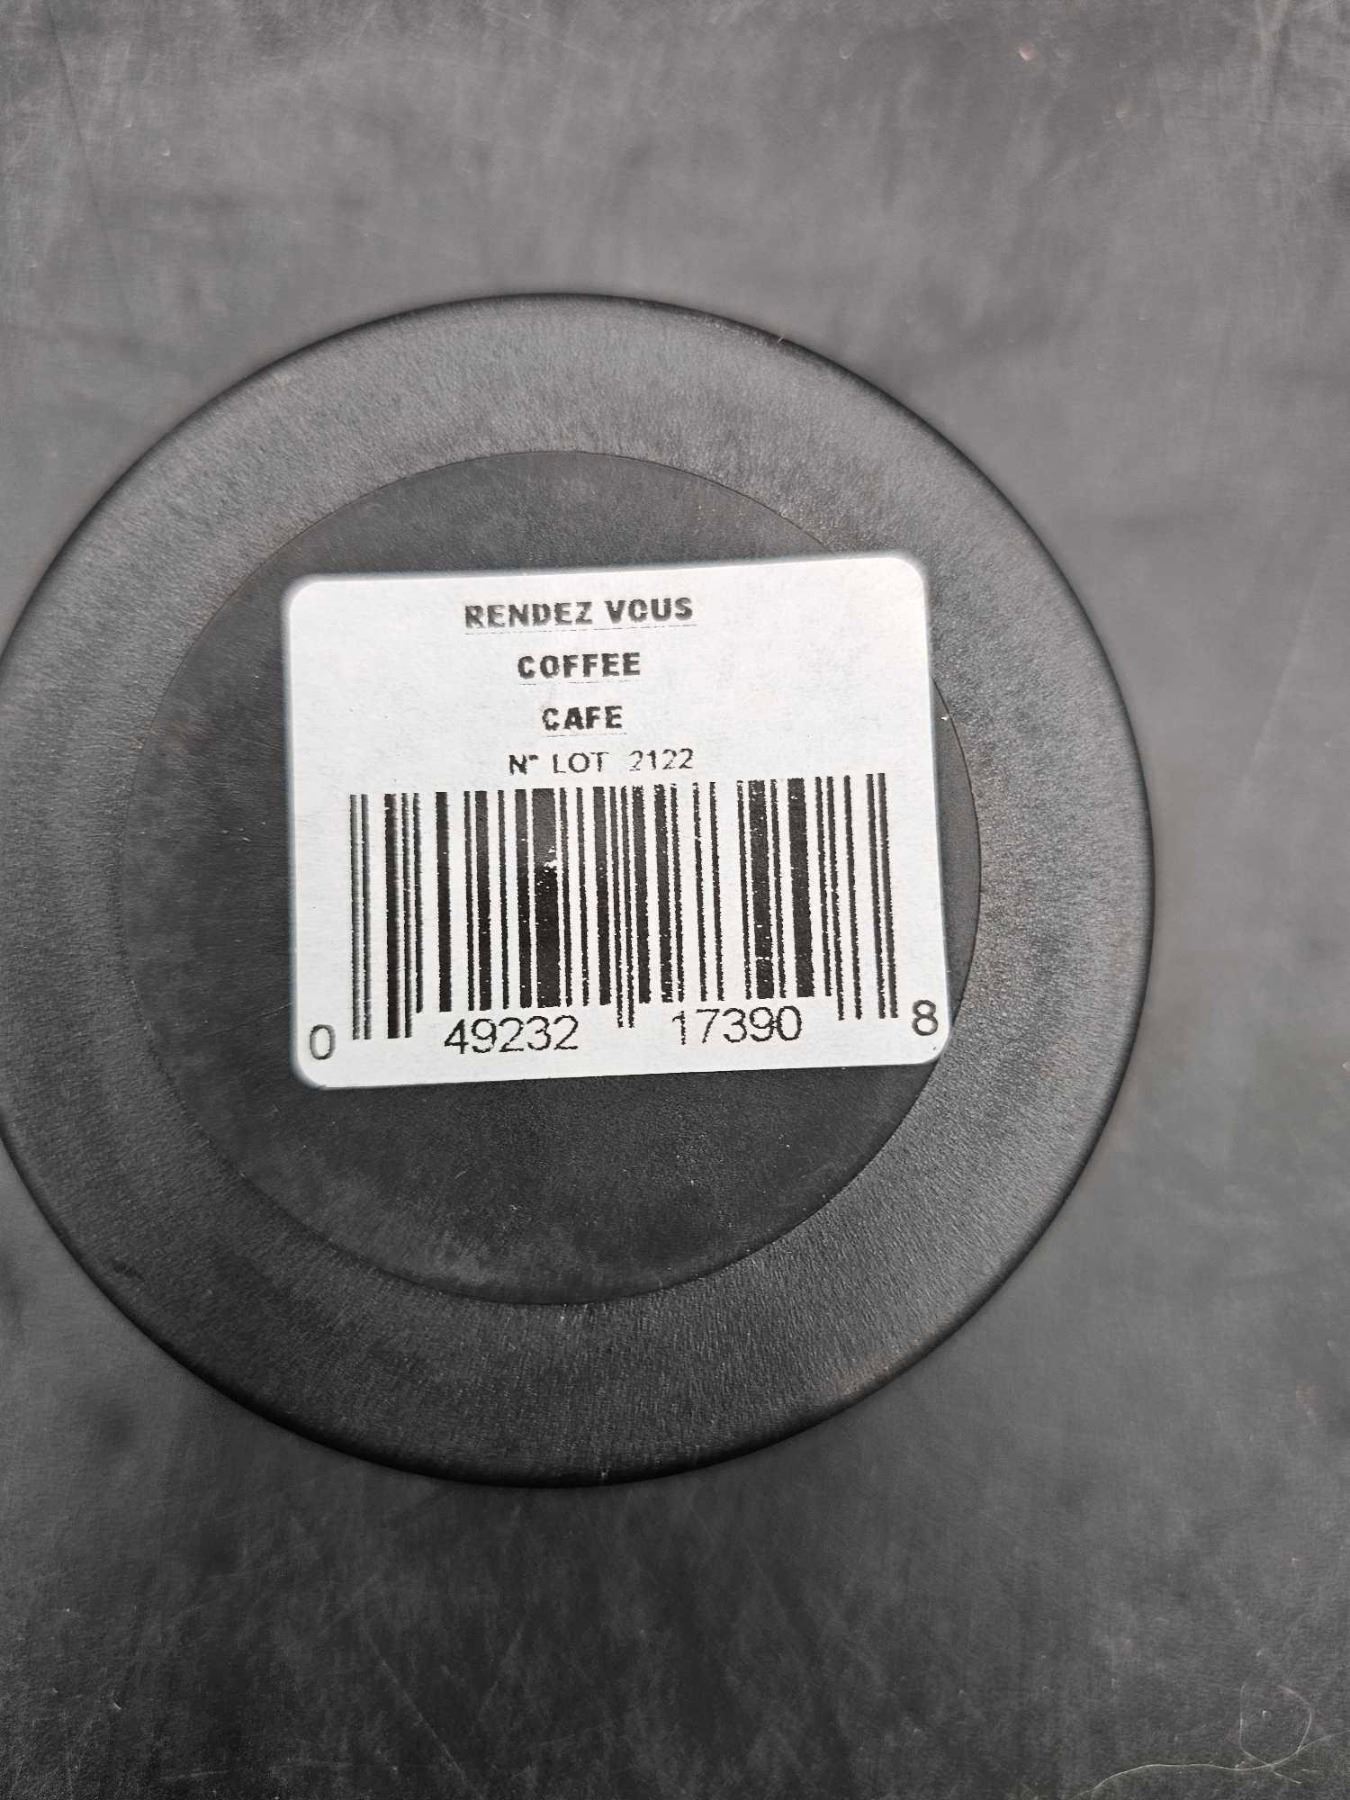 RENDEZ VOUS
COFFEE
CAFE
N° LOT 2122
0 49232 17390 8